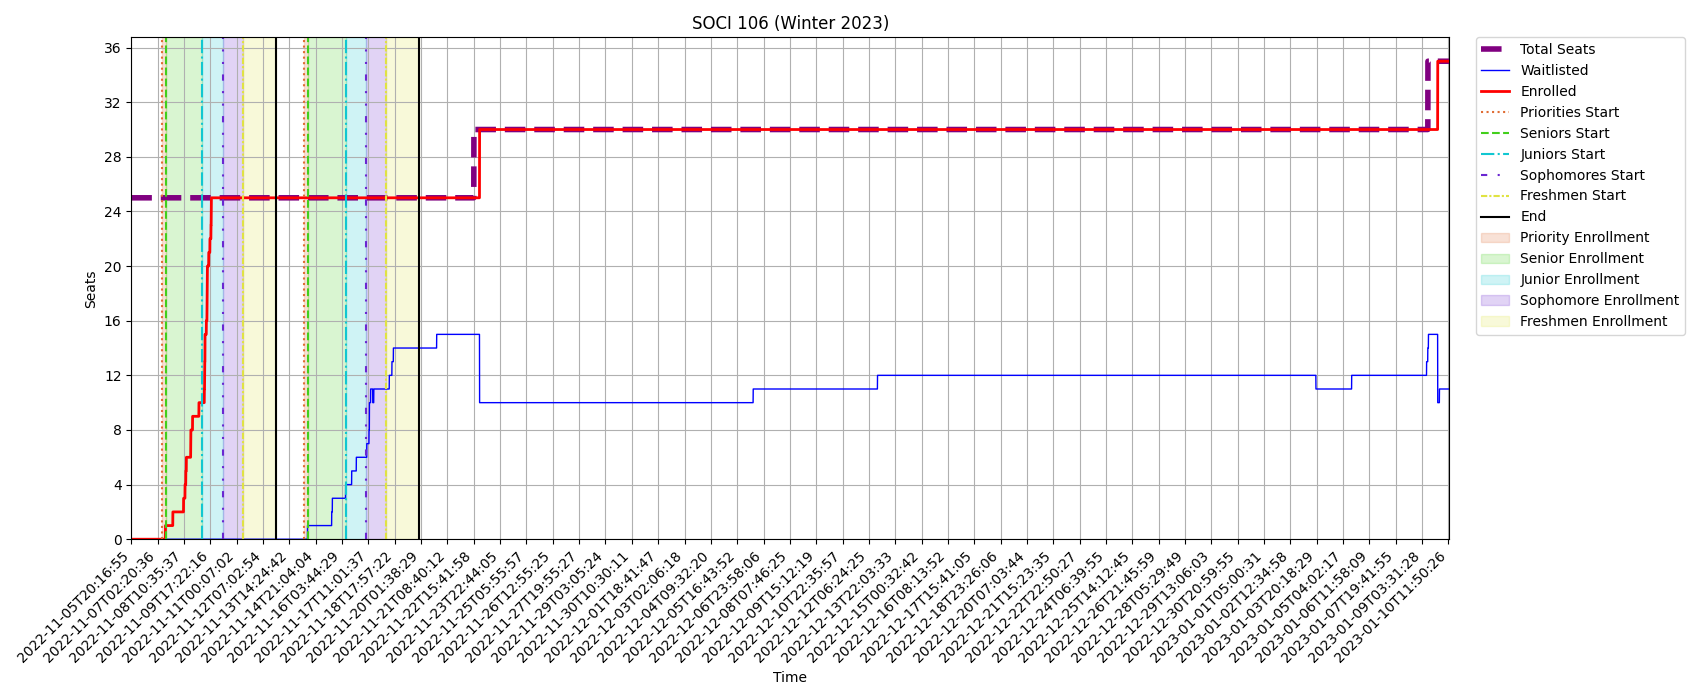 SOCI 106 (Winter 2023)
Seats
36
32
28
24
20
16
12
8
4
0
2022-11-05T20:16:55
2022-11-07T02:20:36
2022-11-08T10:35:37
2022-11-09T17:22:16
2022-11-11T00:07:02
2022-11-12T07:02:54
2022-11-13T14:24:42
2022-11-14T21:04:04
2022-11-16T03:44:29
2022-11-17T11:01:37
2022-11-18T17:57:22
2022-11-20T01:38:29
2022-11-21T08:40:12
2022-11-22T15:41:58
2022-11-23T22:44:05
2022-11-25T05:55:57
2022-11-26T12:55:25
2022-11-27T19:55:27
2022-11-29T03:05:24
2022-11-30T10:30:11
2022-12-01T18:41:47
2022-12-03T02:06:18
2022-12-04T09:32:20
2022-12-05T16:43:52
2022-12-06T23:58:06
2022-12-08T07:46:25
2022-12-09T15:12:19
2022-12-10T22:35:57
2022-12-12T06:24:25
2022-12-13T12:03:33
2022-12-15T00:32:42
2022-12-16T08:13:52
2022-12-17T15:41:05
2022-12-18T23:26:06
2022-12-20T07:03:44
2022-12-21T15:23:35
2022-12-22T22:50:27
2022-12-24T06:39:55
2022-12-25T14:12:45
2022-12-26T21:45:59
2022-12-28T05:29:49
2022-12-29T13:06:03
2022-12-30T20:59:55
2023-01-01T05:00:31
2023-01-02T12:34:58
2023-01-03T20:18:29
2023-01-05T04:02:17
2023-01-06T11:58:09
2023-01-07T19:41:55
2023-01-09T03:31:28
2023-01-10T11:50:26
Time
Total Seats
Waitlisted
Enrolled
Priorities Start
Seniors Start
Juniors Start
Sophomores Start
Freshmen Start
End
Priority Enrollment
Senior Enrollment
Junior Enrollment
Sophomore Enrollment
Freshmen Enrollment